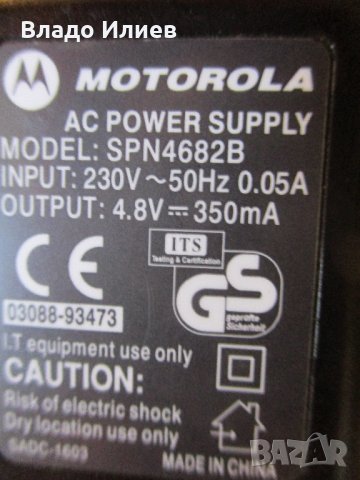 Владо Илиев
MOTOROLA
AC POWER SUPPLY
MODEL: SPN4682B
INPUT: 230V～50Hz 0.05A
OUTPUT: 4.8V⎓350mA
CE
ITS
Testing & Certification
GS
geprüfte
Sicherheit
03088-93473
I.T equipment use only
CAUTION:
Risk of electric shock
Dry location use only
SADC-1603
MADE IN CHINA
BAZAR